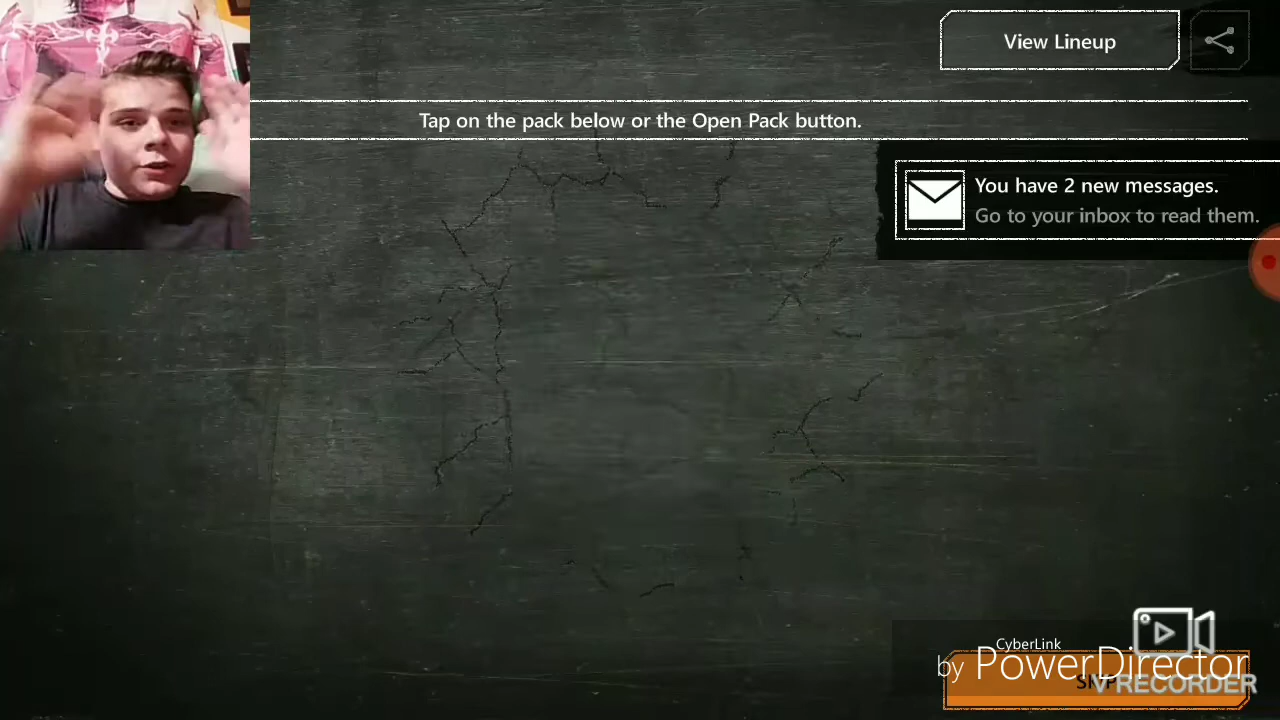 View Lineup
Tap on the pack below or the Open Pack button.
You have 2 new messages.
Go to your inbox to read them.
CyberLink
by PowerDirector
VRECORDER